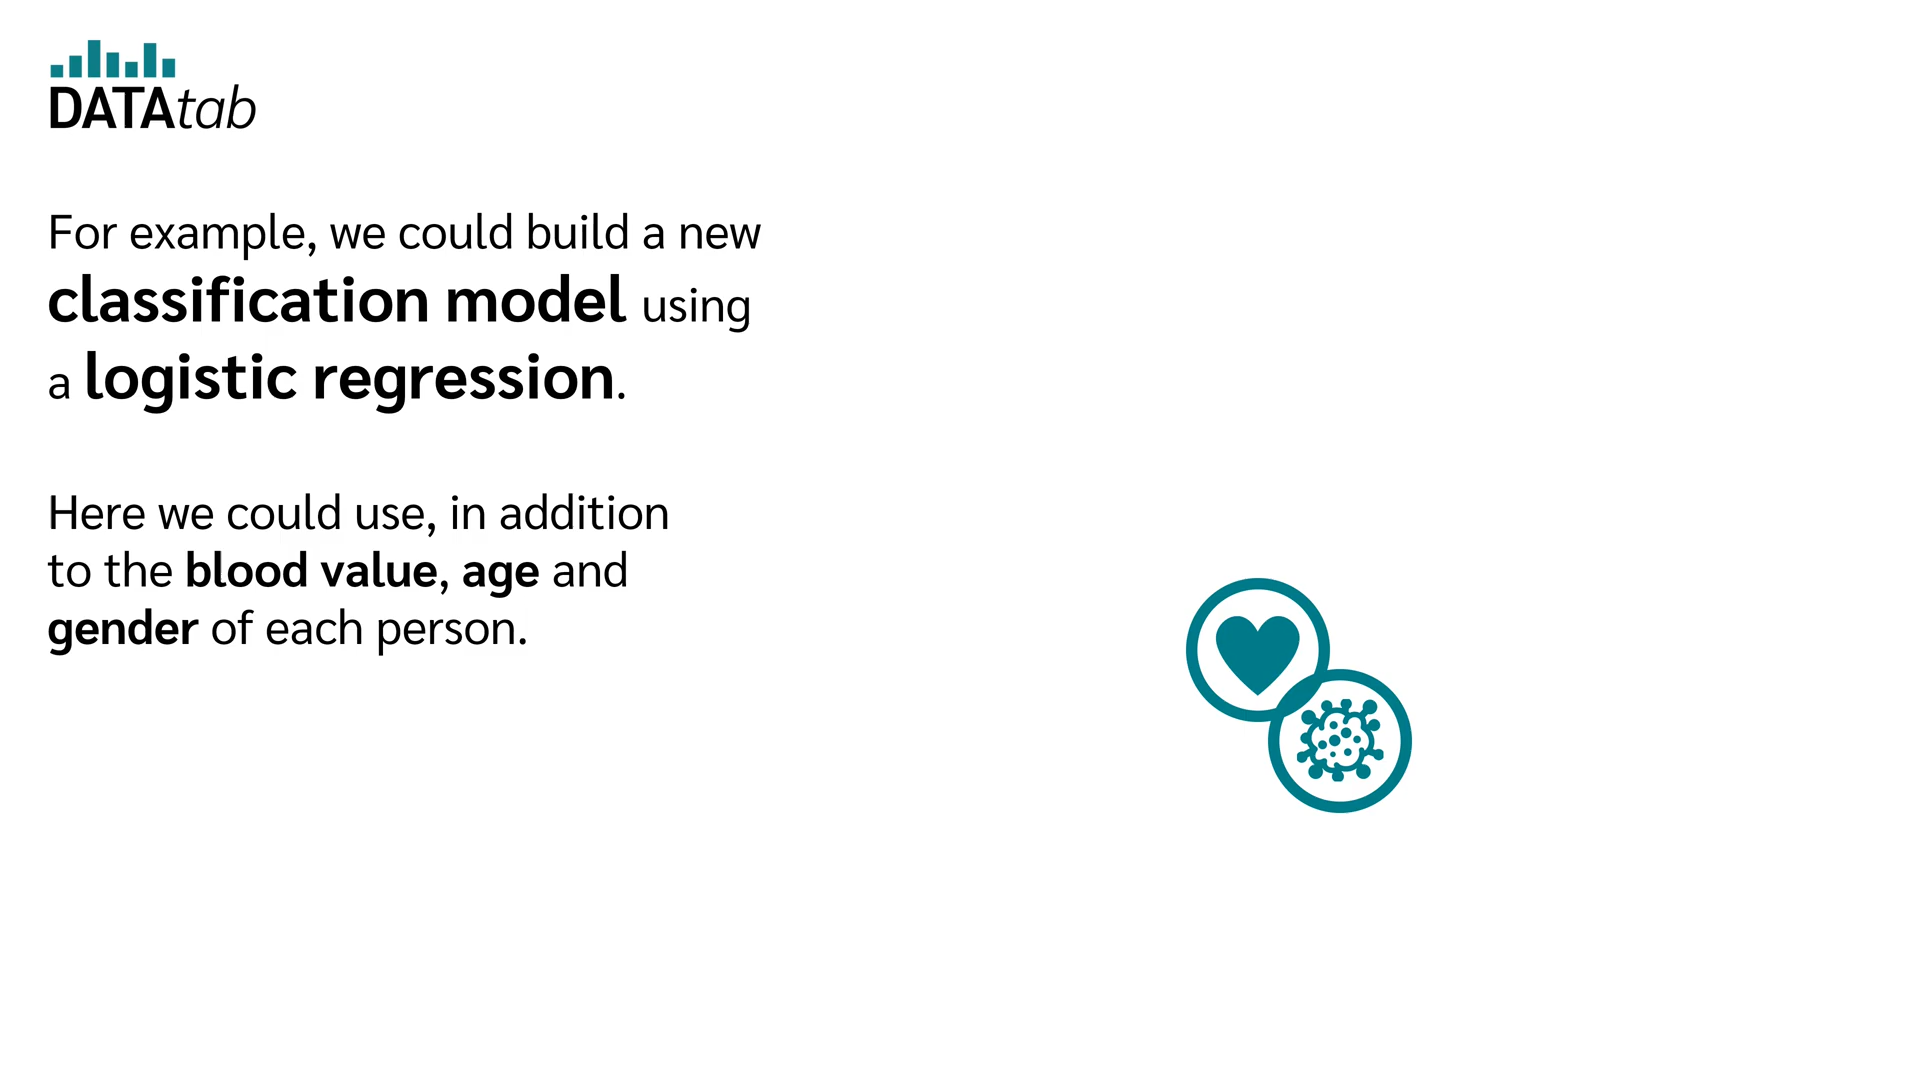 DATAtab
For example, we could build a new
classification model using
a logistic regression.
Here we could use, in addition
to the blood value, age and
gender of each person.